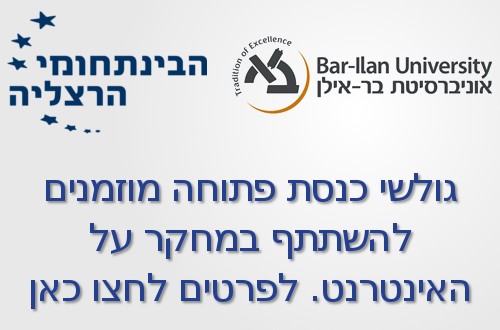 הבינתחומי
הרצליה
Tradition of Excellence
בא
Bar-Ilan University
אוניברסיטת בר-אילן
גולשי כנסת פתוחה מוזמנים
להשתתף במחקר על
האינטרנט. לפרטים לחצו כאן